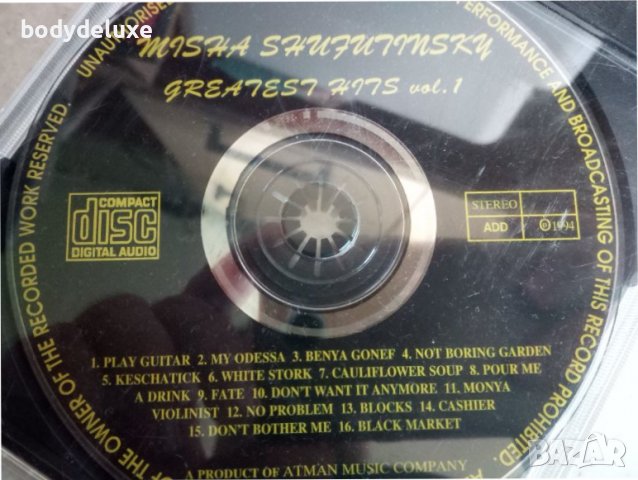 bodydeluxe
MISHA SHUFUTINSKY
GREATEST HITS vol.1
COMPACT
disc
DIGITAL AUDIO
STEREO
ADD ℗1994
1. PLAY GUITAR 2. MY ODESSA 3. BENYA GONEF 4. NOT BORING GARDEN
5. KESCHATICK 6. WHITE STORK 7. CAULIFLOWER SOUP 8. POUR ME
A DRINK 9. FATE 10. DON'T WANT IT ANYMORE 11. MONYA
VIOLINIST 12. NO PROBLEM 13. BLOCKS 14. CASHIER
15. DON'T BOTHER ME 16. BLACK MARKET
A PRODUCT OF ATMAN MUSIC COMPANY
OF THE OWNER OF THE RECORDED WORK RESERVED. UNAUTHORISED PERFORMANCE AND BROADCASTING OF THIS RECORD PROHIBITED.
BAZAR